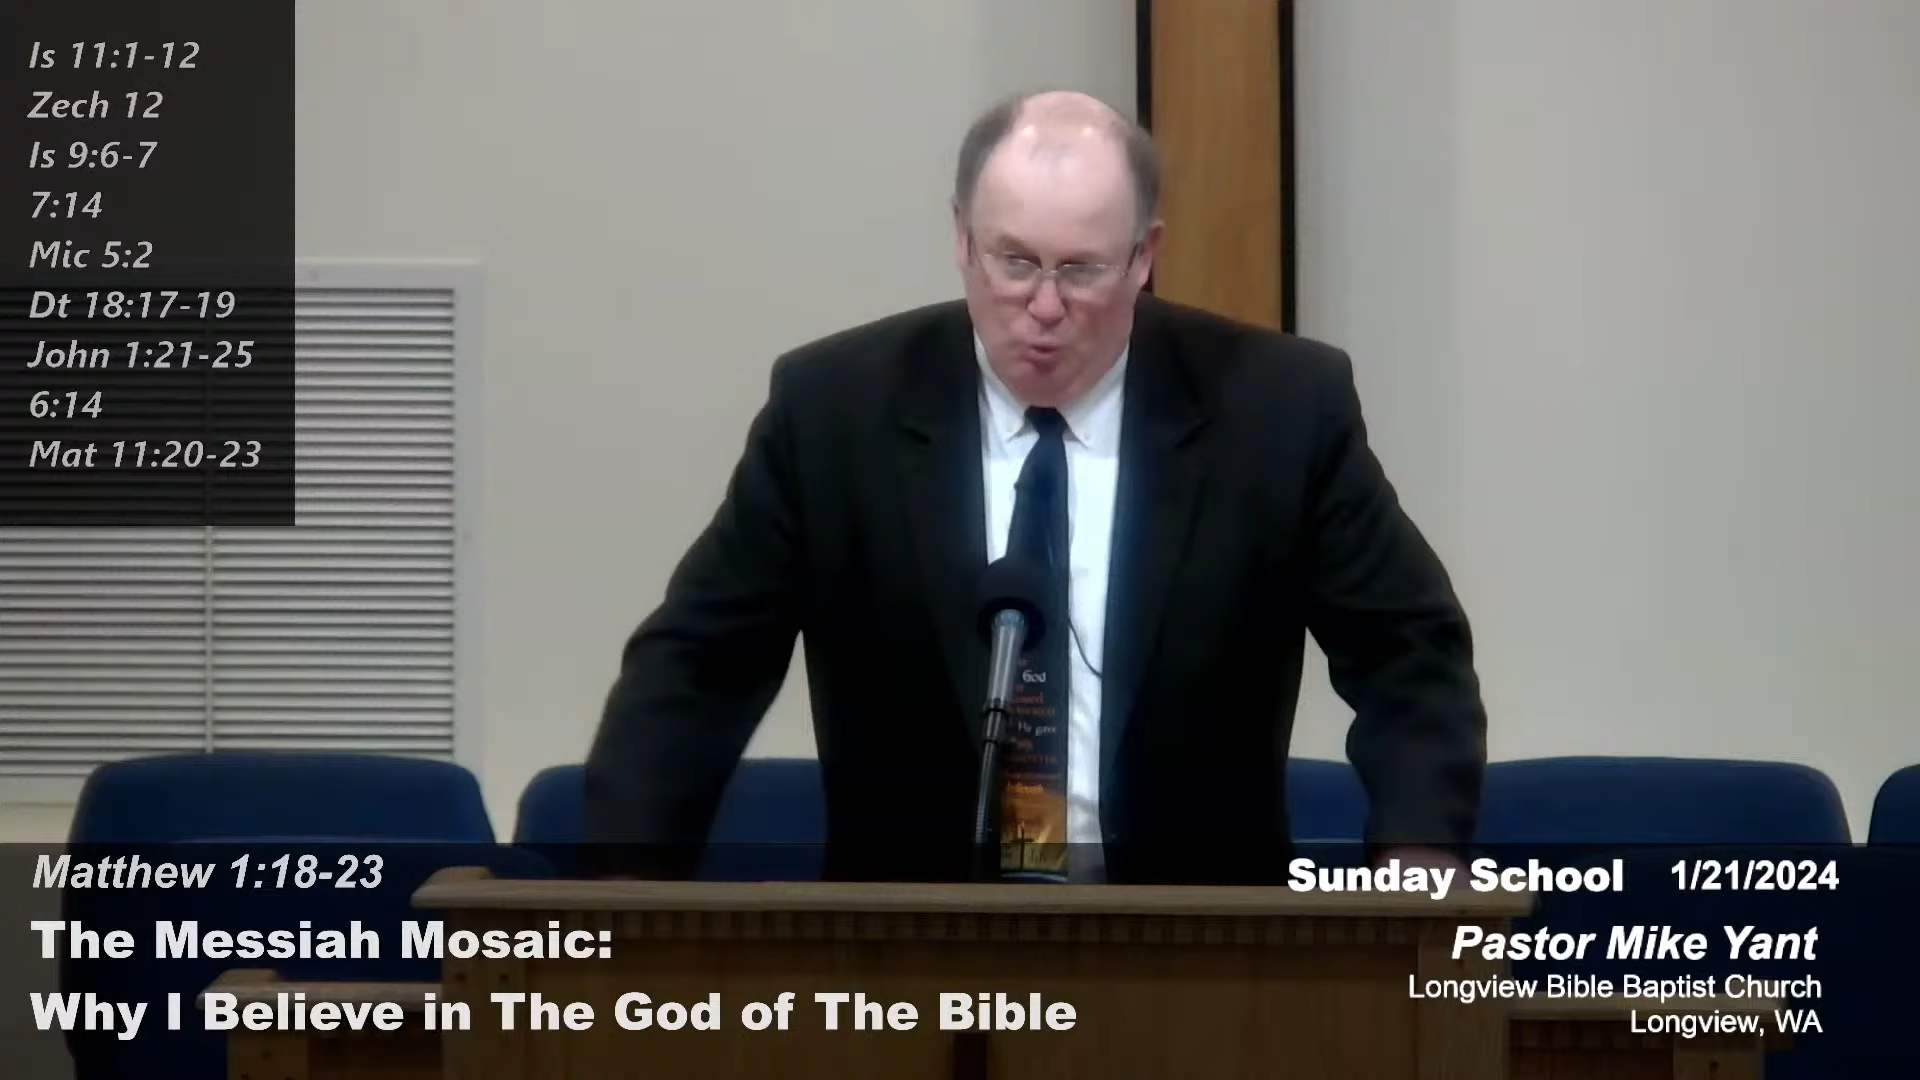 Is 11:1-12
Zech 12
Is 9:6-7
7:14
Mic 5:2
Dt 18:17-19
John 1:21-25
6:14
Mat 11:20-23
God
He gave
Matthew 1:18-23
The Messiah Mosaic:
Why I Believe in The God of The Bible
Sunday School 1/21/2024
Pastor Mike Yant
Longview Bible Baptist Church
Longview, WA